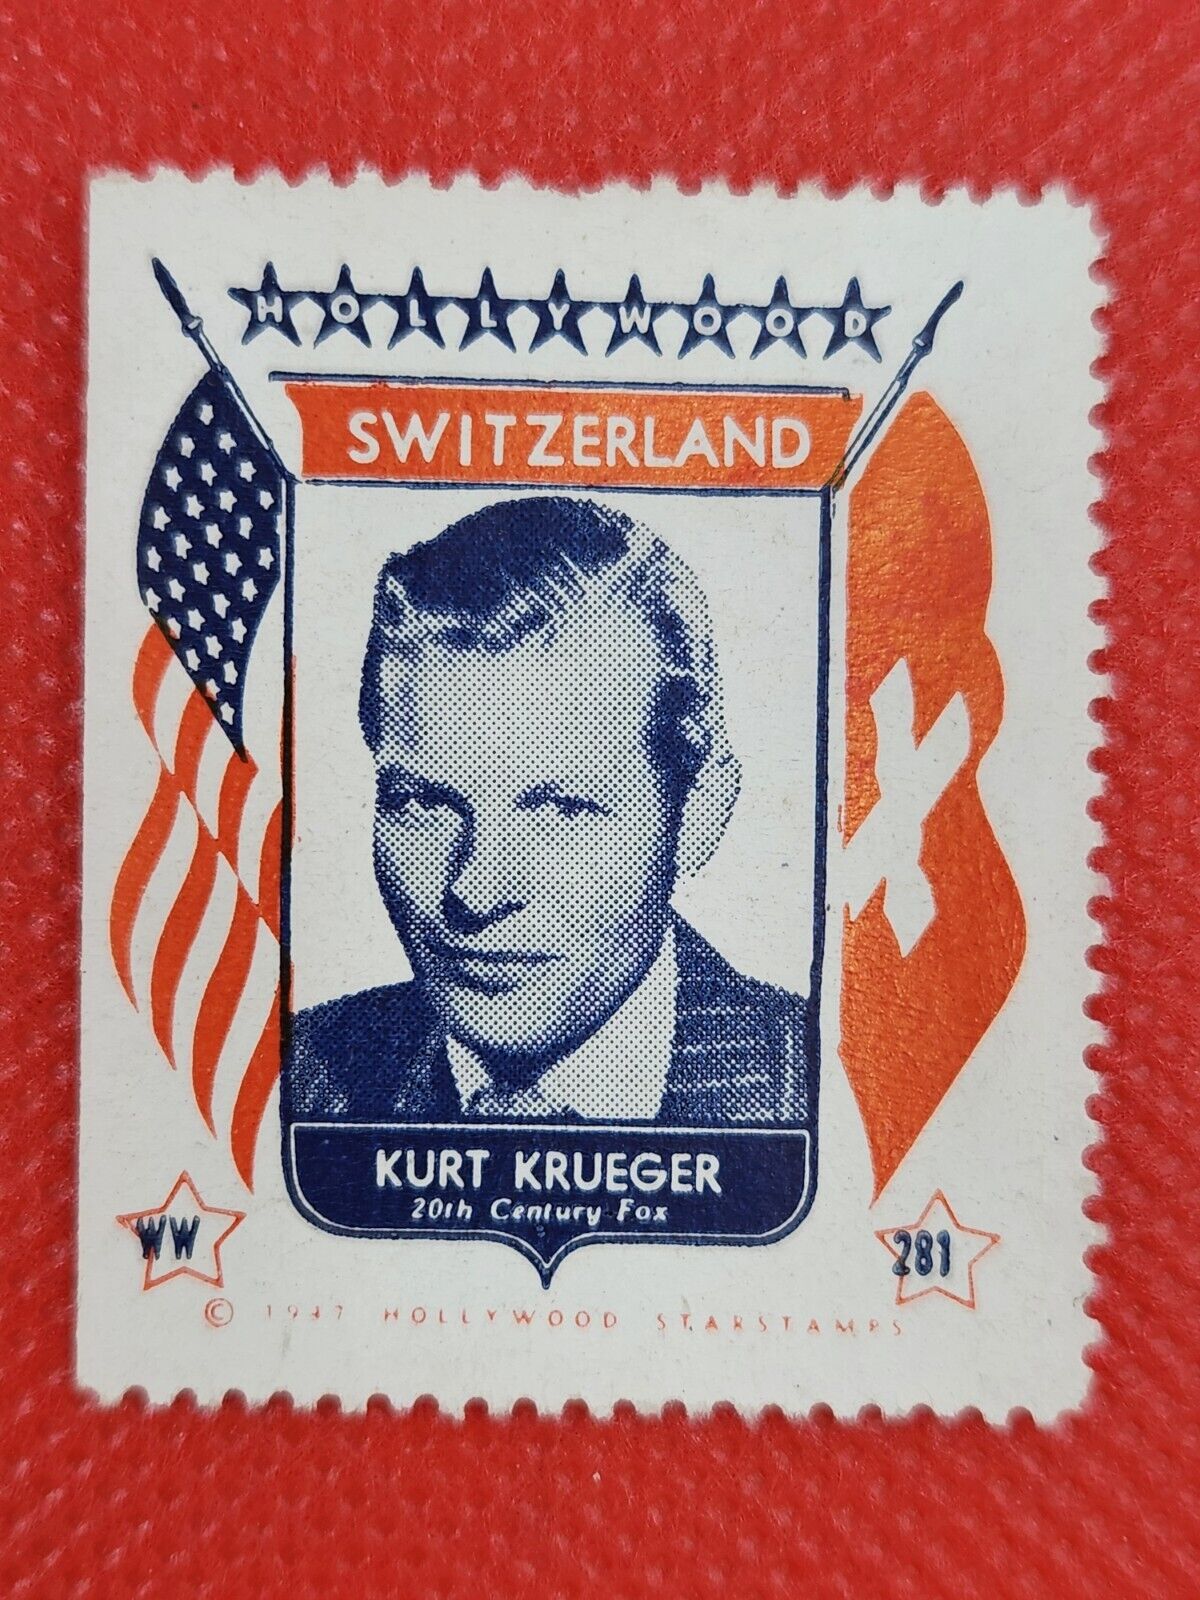 HOLLYWOOD
SWITZERLAND
KURT KRUEGER
20th Century Fox
WW
281
© 1947 HOLLYWOOD STARSTAMPS